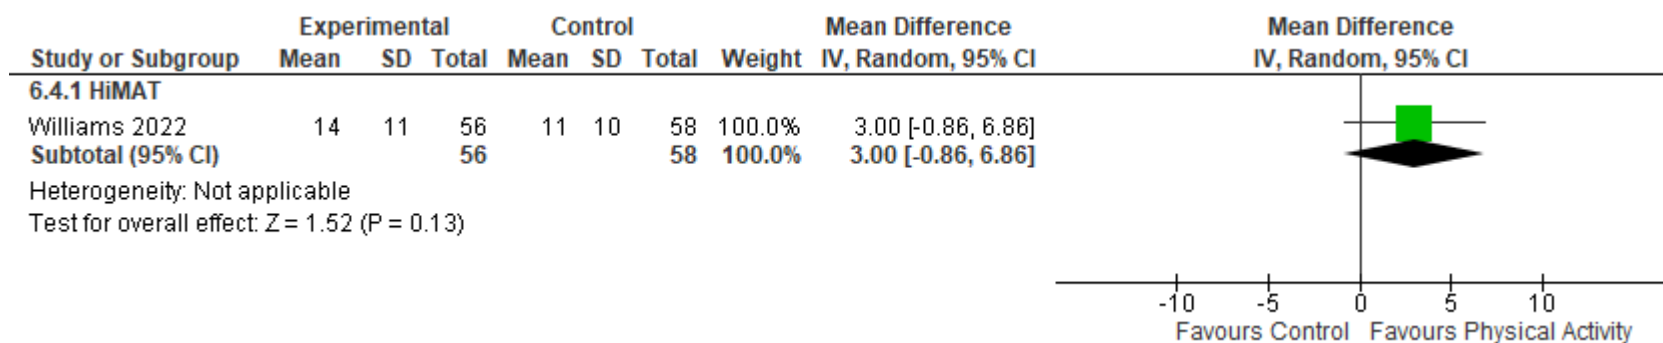 Experimental Control Mean Difference Mean Difference
Study or Subgroup Mean SD Total Mean SD Total Weight IV, Random, 95% CI IV, Random, 95% CI
6.4.1 HiMAT
Williams 2022 14 11 56 11 10 58 100.0% 3.00 [-0.86, 6.86]
Subtotal (95% CI) 56 58 100.0% 3.00 [-0.86, 6.86]
Heterogeneity: Not applicable
Test for overall effect: Z = 1.52 (P = 0.13)
-10 -5 0 5 10
Favours Control Favours Physical Activity